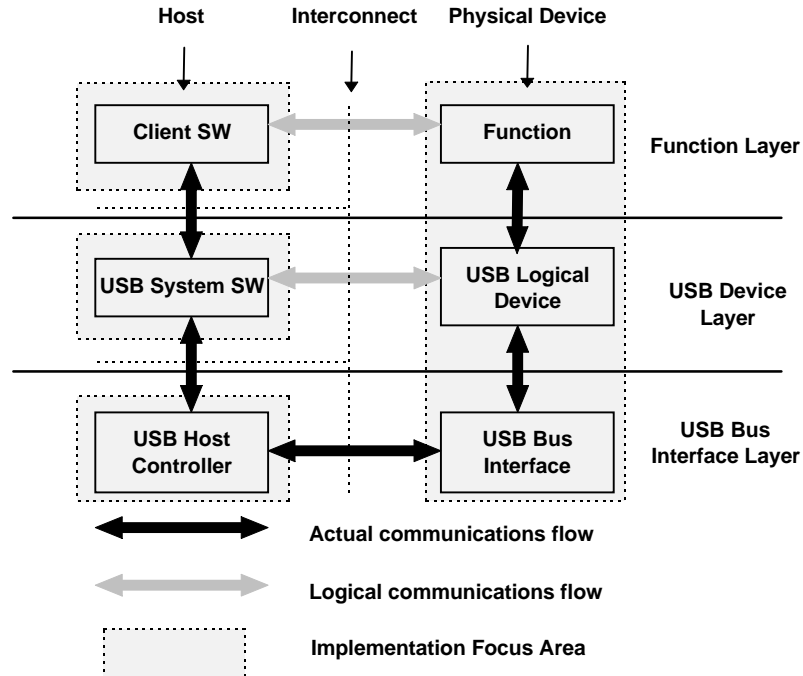 Host Interconnect Physical Device
Client SW Function
Function Layer
USB System SW USB Logical
Device
USB Device
Layer
USB Host
Controller USB Bus
Interface
USB Bus
Interface Layer
Actual communications flow
Logical communications flow
Implementation Focus Area